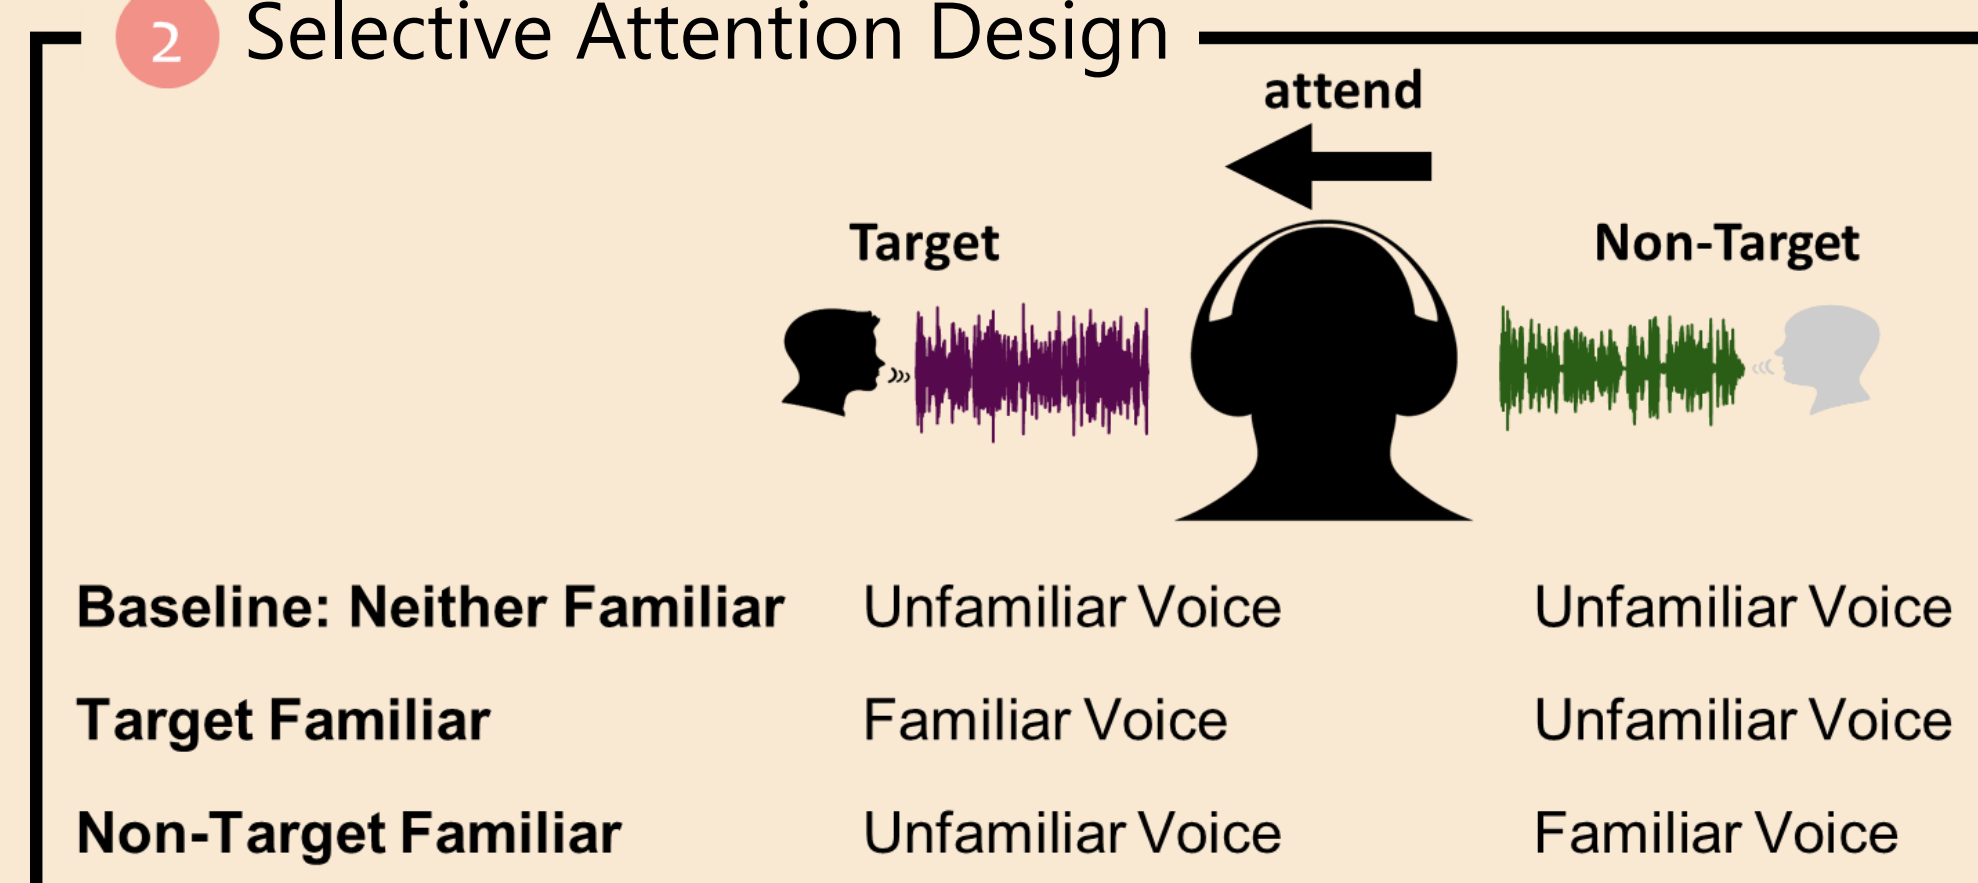 2 Selective Attention Design
attend
Target Non-Target
Baseline: Neither Familiar Unfamiliar Voice Unfamiliar Voice
Target Familiar Familiar Voice Unfamiliar Voice
Non-Target Familiar Unfamiliar Voice Familiar Voice